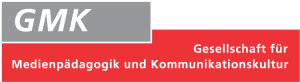 GMK
Gesellschaft für
Medienpädagogik und Kommunikationskultur